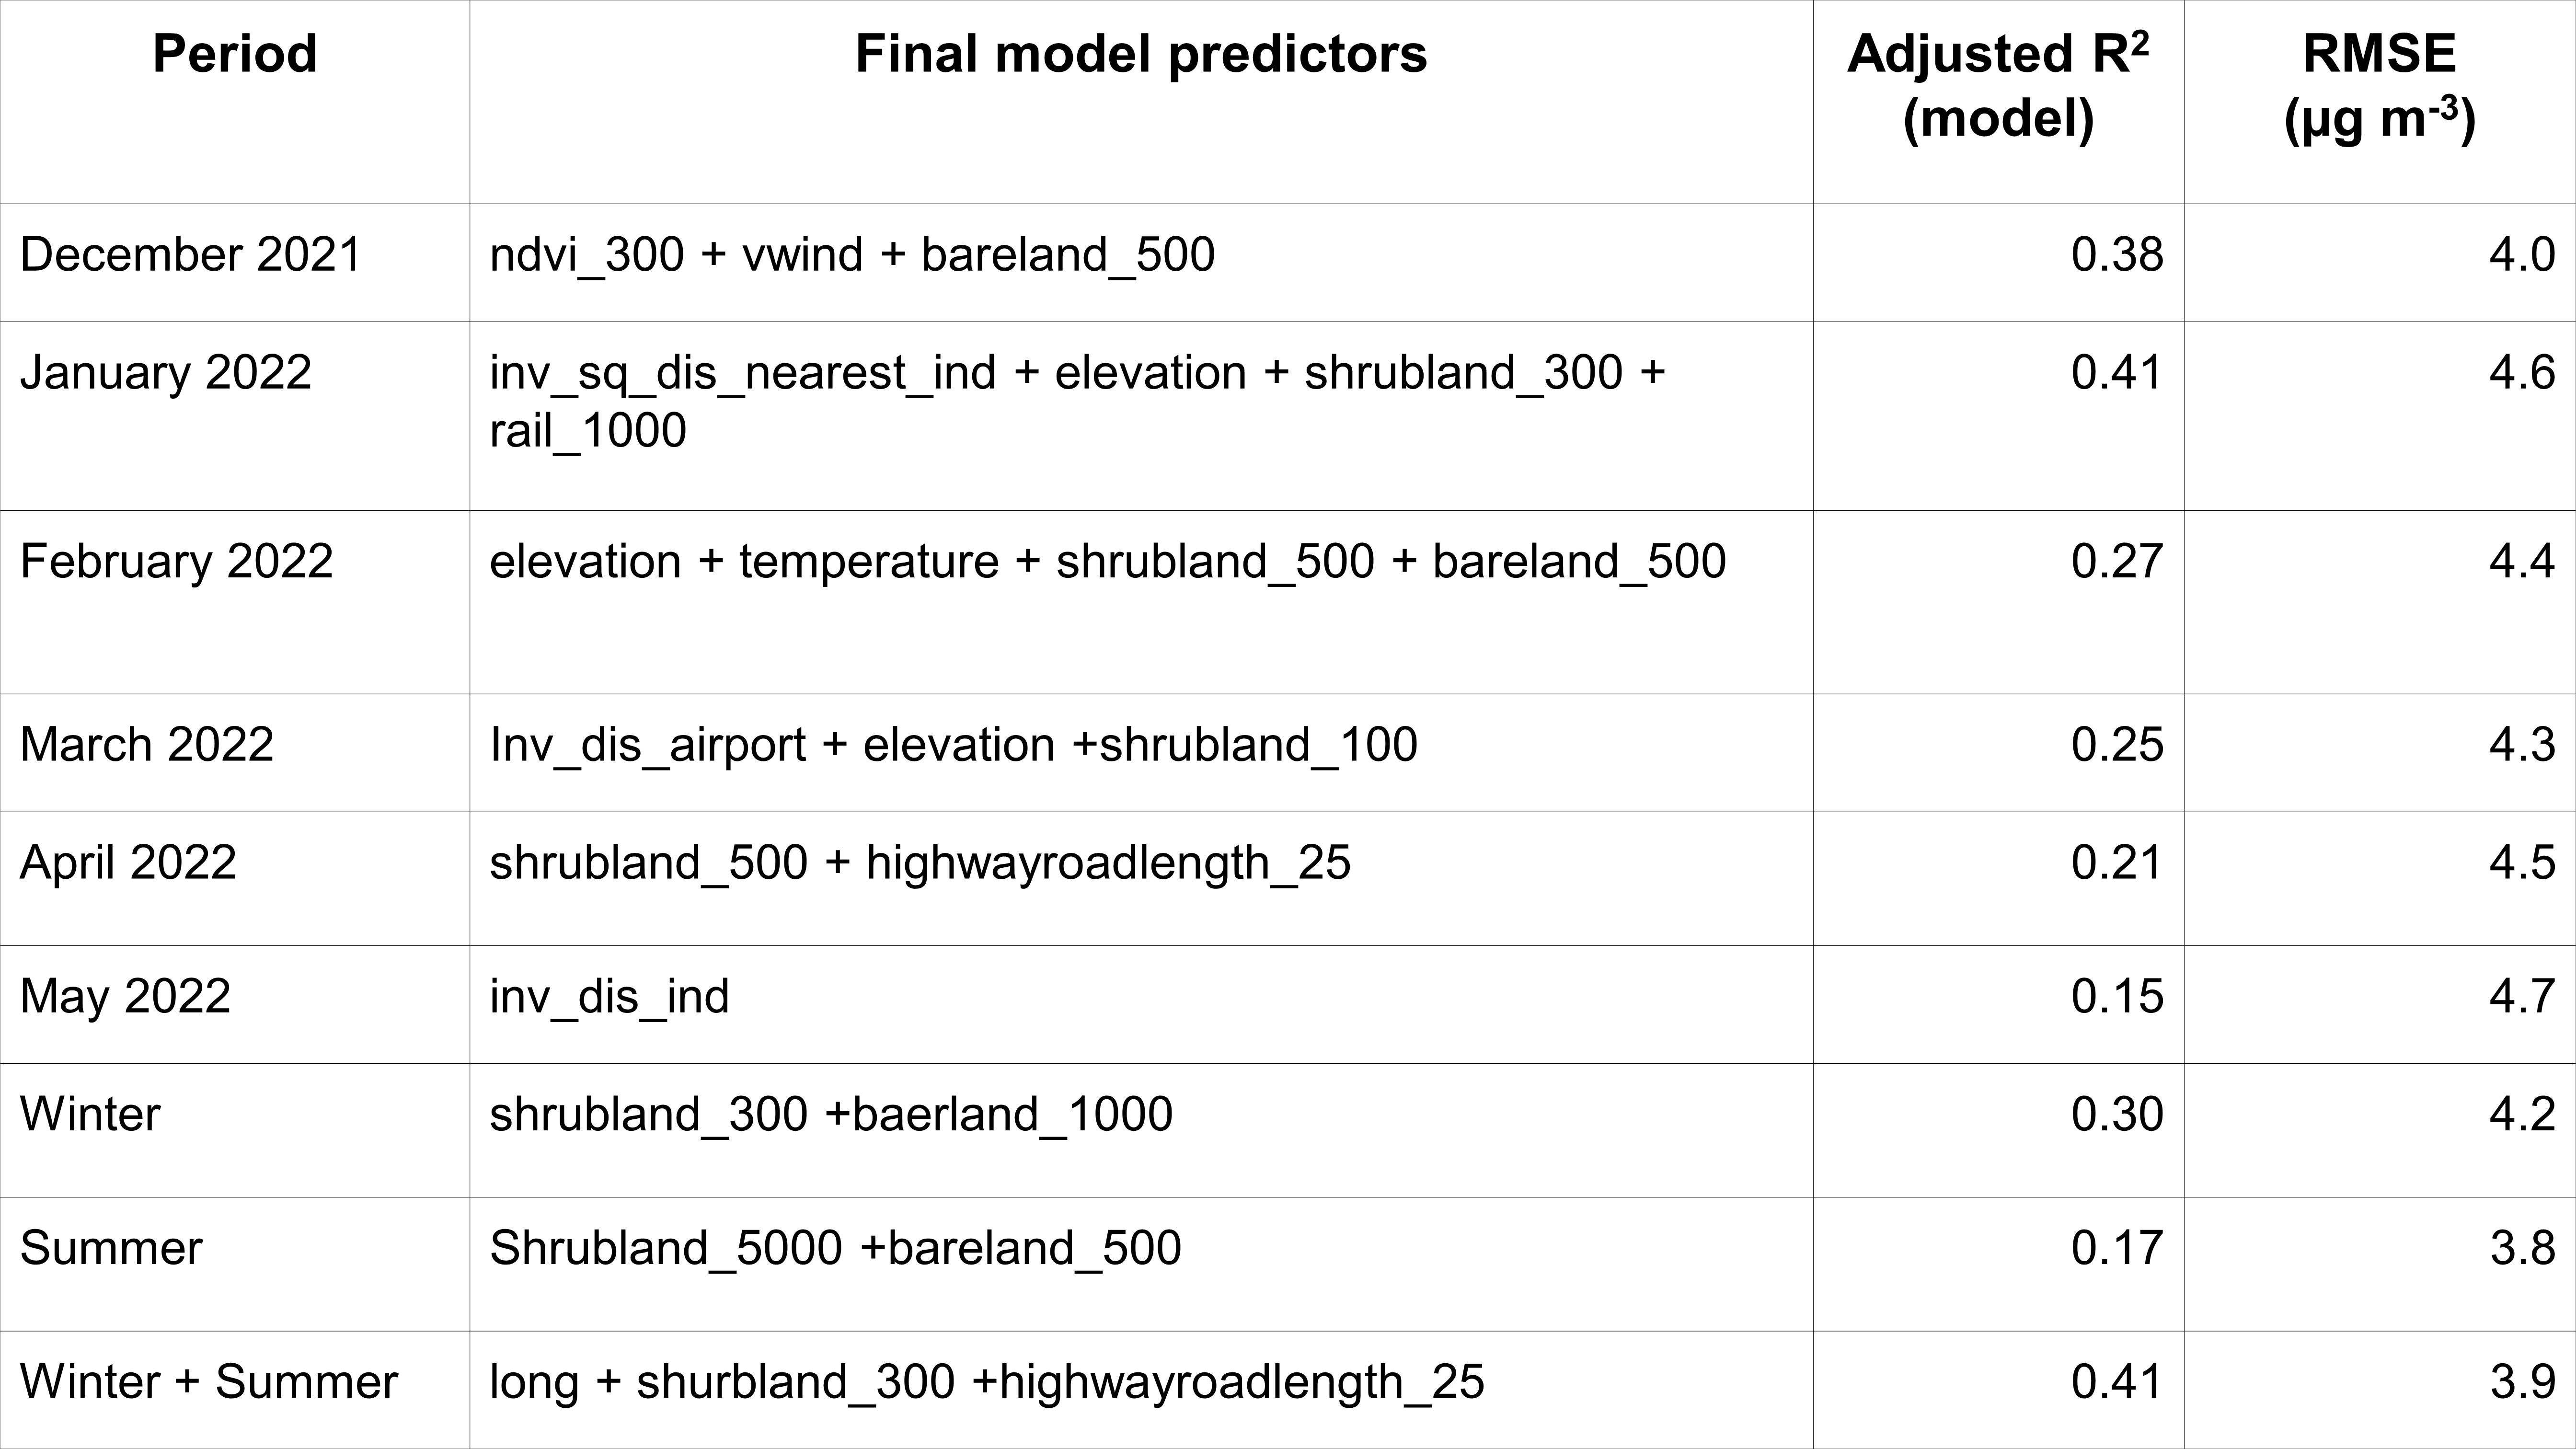 Period Final model predictors Adjusted R² RMSE
(model) (µg m⁻³)
December 2021 ndvi_300 + vwind + bareland_500 0.38 4.0
January 2022 inv_sq_dis_nearest_ind + elevation + shrubland_300 + 0.41 4.6
rail_1000
February 2022 elevation + temperature + shrubland_500 + bareland_500 0.27 4.4
March 2022 Inv_dis_airport + elevation +shrubland_100 0.25 4.3
April 2022 shrubland_500 + highwayroadlength_25 0.21 4.5
May 2022 inv_dis_ind 0.15 4.7
Winter shrubland_300 +baerland_1000 0.30 4.2
Summer Shrubland_5000 +bareland_500 0.17 3.8
Winter + Summer long + shurbland_300 +highwayroadlength_25 0.41 3.9